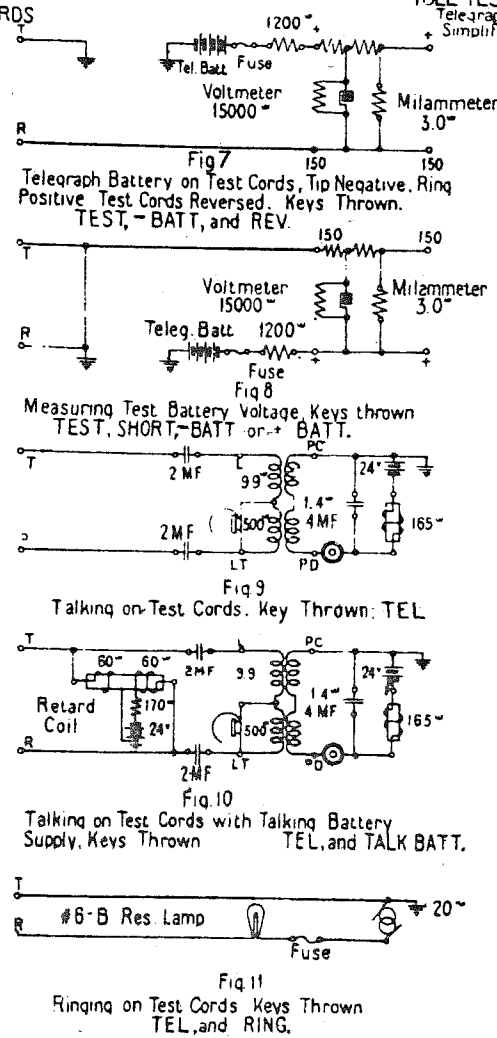 RDS
Telegra
Simpli
T
1200~
+
+
Tel. Batt
Fuse
Voltmeter
15000~
Milammeter
3.0~
R
Fig 7
150
150
Telegraph Battery on Test Cords, Tip Negative, Ring
Positive Test Cords Reversed. Keys Thrown.
TEST, -BATT, and REV.
T
150
150
Voltmeter
15000~
Milammeter
3.0~
R
Teleg. Batt
1200~
Fuse
+
+
Fig 8
Measuring Test Battery Voltage, Keys thrown
TEST, SHORT, -BATT or + BATT.
T
2 MF
L
9.9~
PC
24"
500~
1.4~
4 MF
165~
2MF
LT
PD
Fig. 9
Talking on Test Cords. Key Thrown: TEL
T
60~
60~
2MF
9.9
PC
24"
Retard
Coil
170~
24"
500~
1.4~
4 MF
165~
R
LT
2 MF
Fig. 10
Talking on Test Cords with Talking Battery
Supply, Keys Thrown TEL, and TALK BATT.
T
20~
R
#6-B Res. Lamp
Fuse
Fig. 11
Ringing on Test Cords Keys Thrown
TEL, and RING.